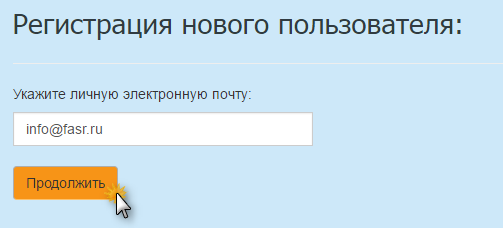 Регистрация нового пользователя:
Укажите личную электронную почту:
info@fasr.ru
Продолжить